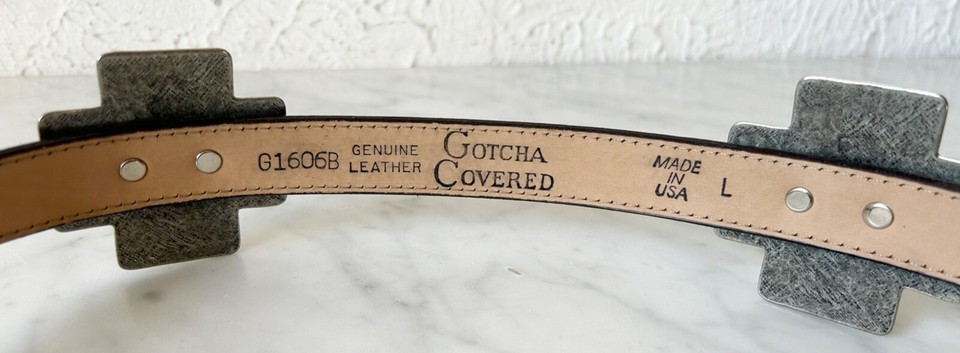 G1606B
GENUINE
LEATHER
GOTCHA
COVERED
MADE
IN
USA
L